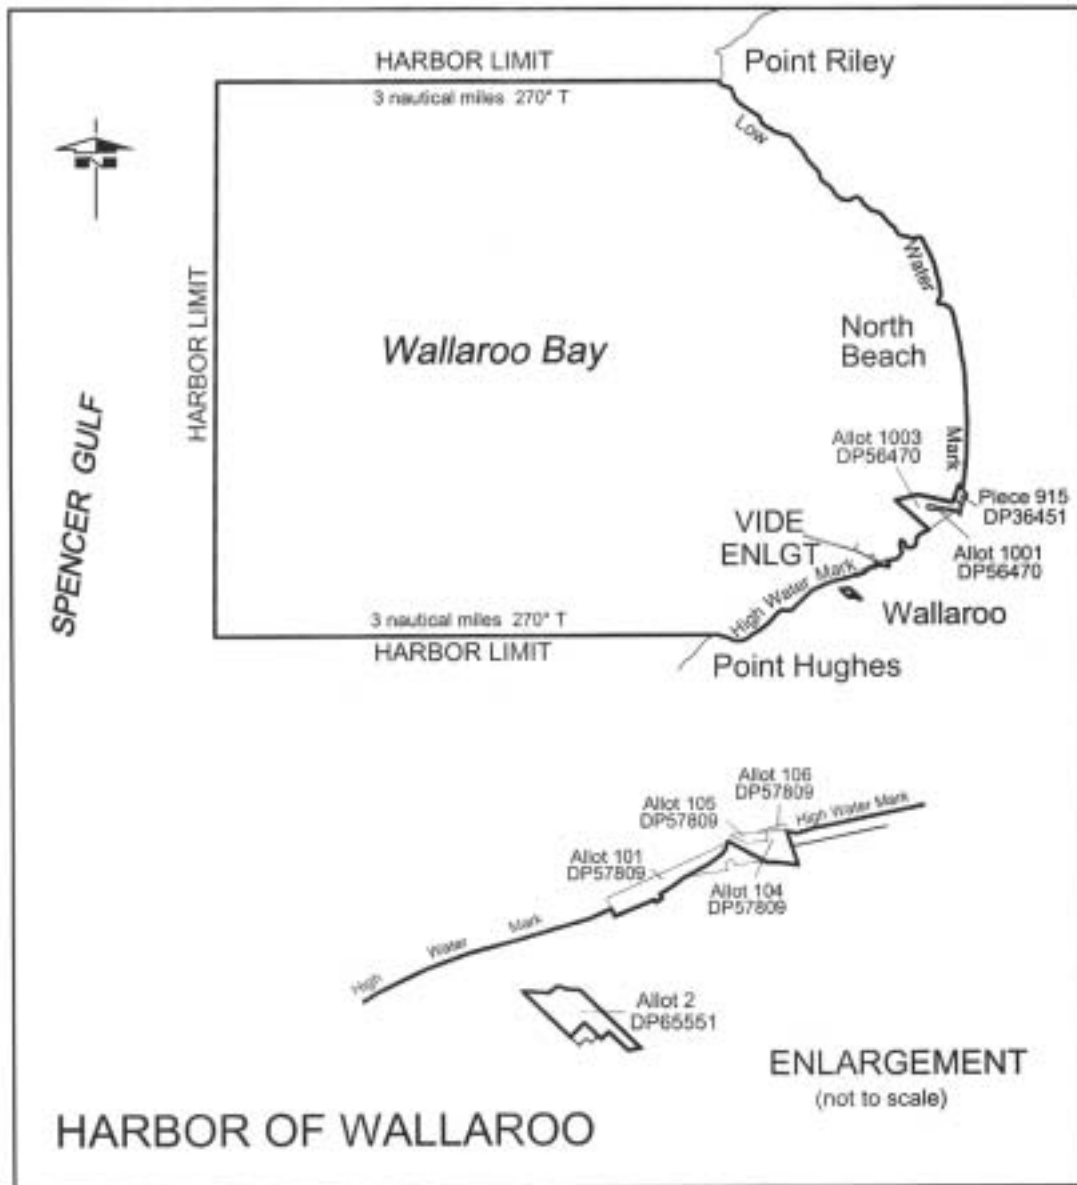 HARBOR LIMIT
Point Riley
3 nautical miles 270° T
Low
Water
HARBOR LIMIT
North
Beach
Wallaroo Bay
SPENCER GULF
Mark
Allot 1003
DP56470
Piece 915
DP36451
VIDE
ENLGT
Allot 1001
DP56470
High Water Mark
Wallaroo
3 nautical miles 270° T
HARBOR LIMIT
Point Hughes
Allot 106
DP57809
Allot 105
DP57809
High Water Mark
Allot 101
DP57809
Allot 104
DP57809
High Water Mark
Allot 2
DP65551
ENLARGEMENT
(not to scale)
HARBOR OF WALLAROO